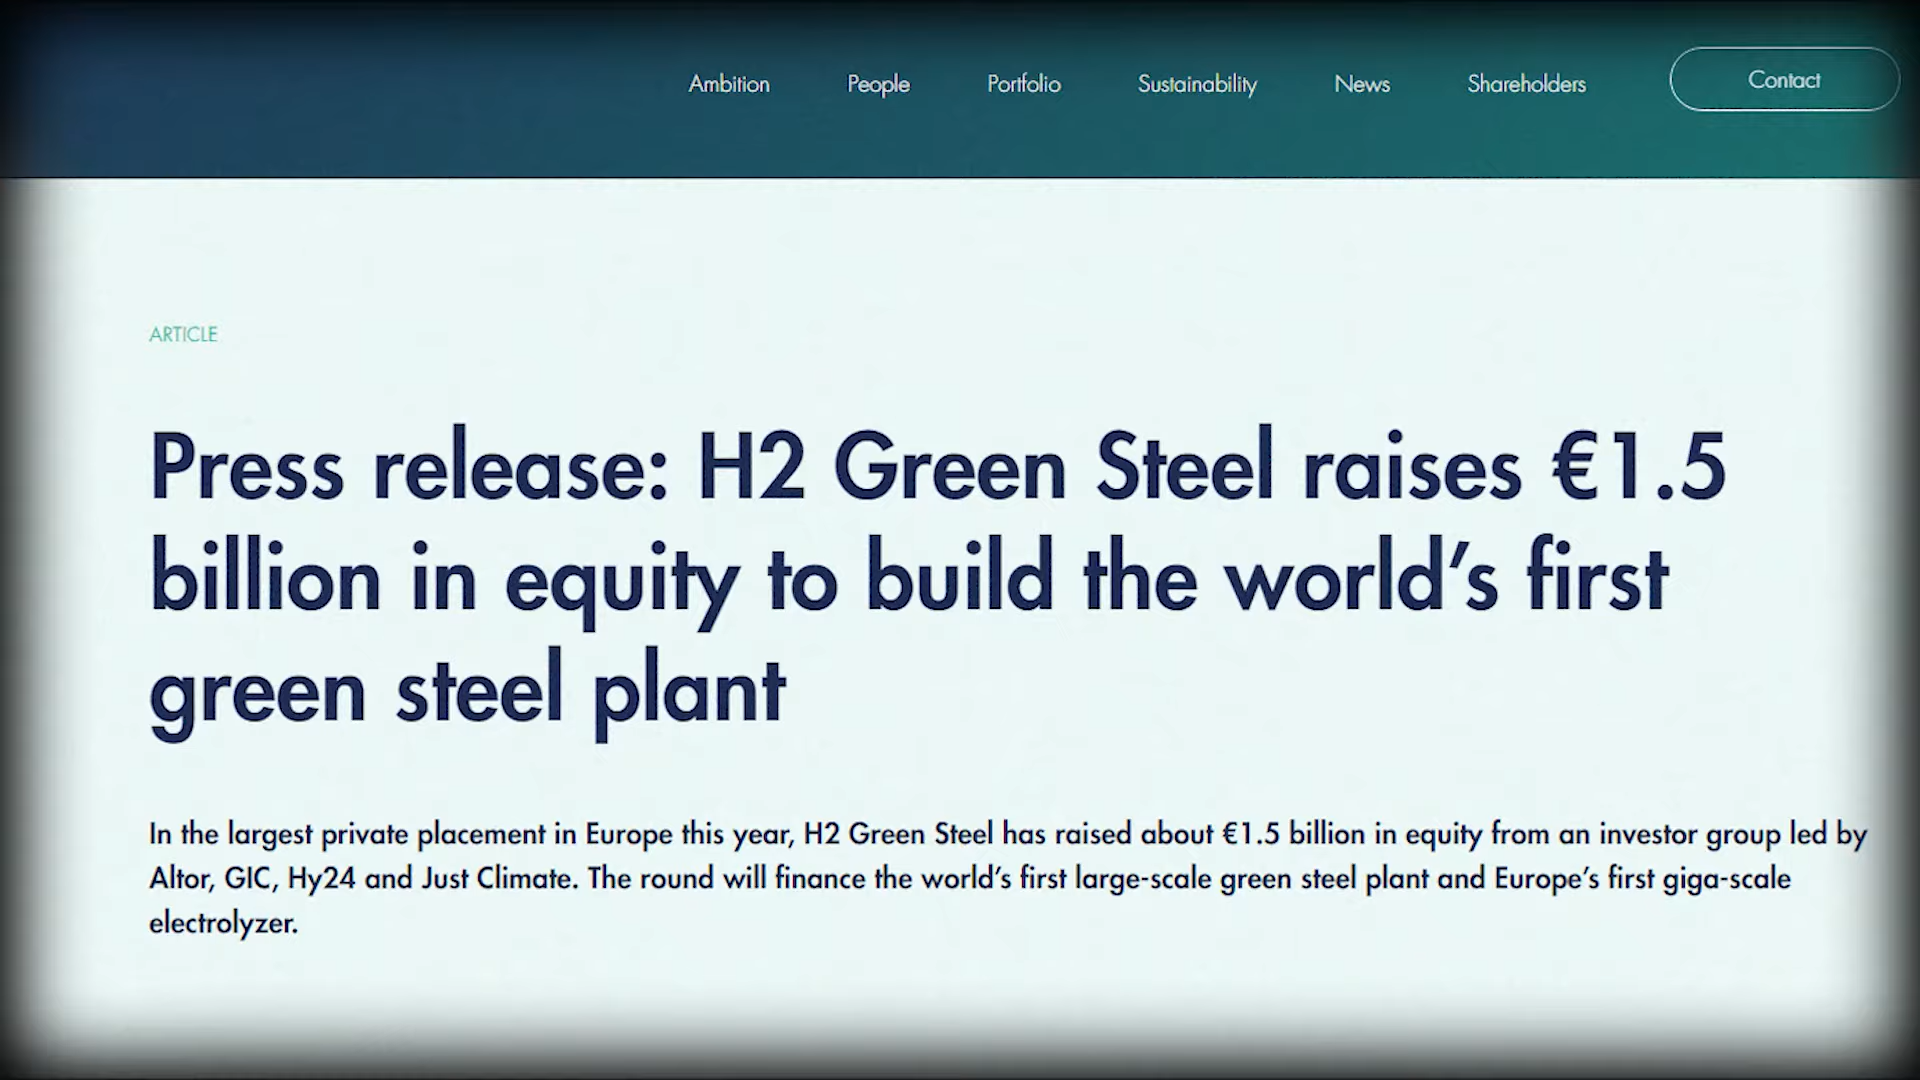 Ambition People Portfolio Sustainability News Shareholders Contact
ARTICLE
Press release: H2 Green Steel raises €1.5
billion in equity to build the world’s first
green steel plant
In the largest private placement in Europe this year, H2 Green Steel has raised about €1.5 billion in equity from an investor group led by
Altor, GIC, Hy24 and Just Climate. The round will finance the world’s first large-scale green steel plant and Europe’s first giga-scale
electrolyzer.